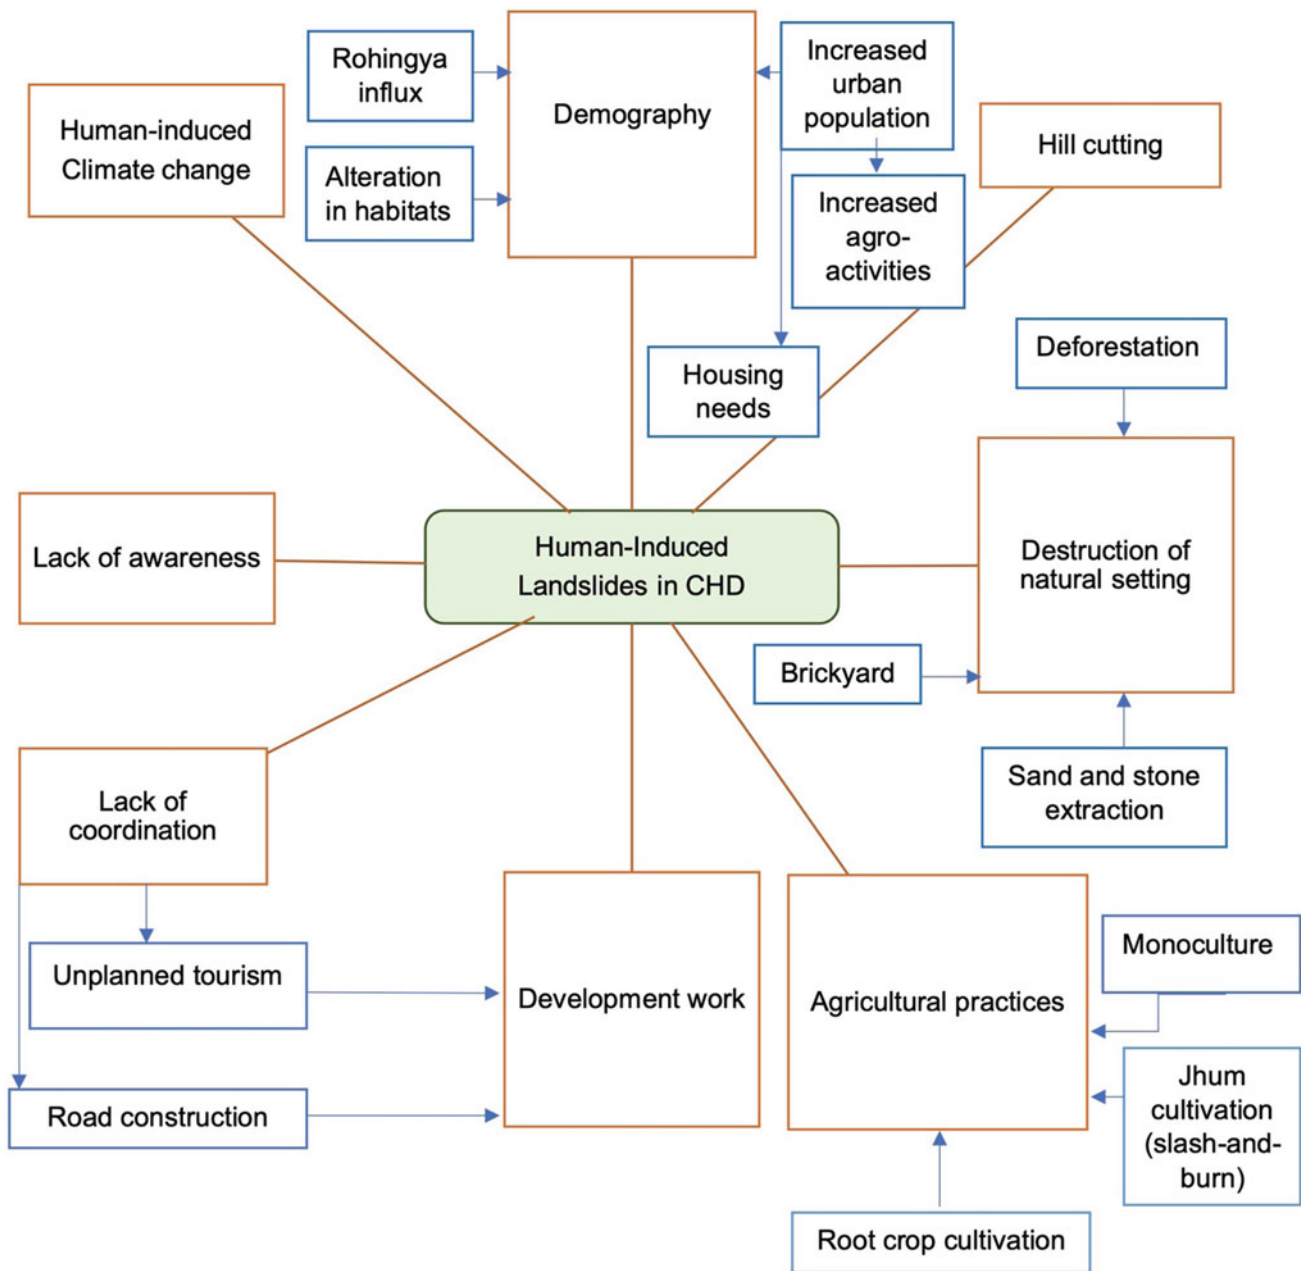 Rohingya
influx
Demography
Increased
urban
population
Human-induced
Climate change
Hill cutting
Alteration
in habitats
Increased
agro-
activities
Deforestation
Housing
needs
Lack of awareness
Human-Induced
Landslides in CHD
Destruction of
natural setting
Brickyard
Sand and stone
extraction
Lack of
coordination
Unplanned tourism
Development work
Agricultural practices
Monoculture
Road construction
Jhum
cultivation
(slash-and-
burn)
Root crop cultivation